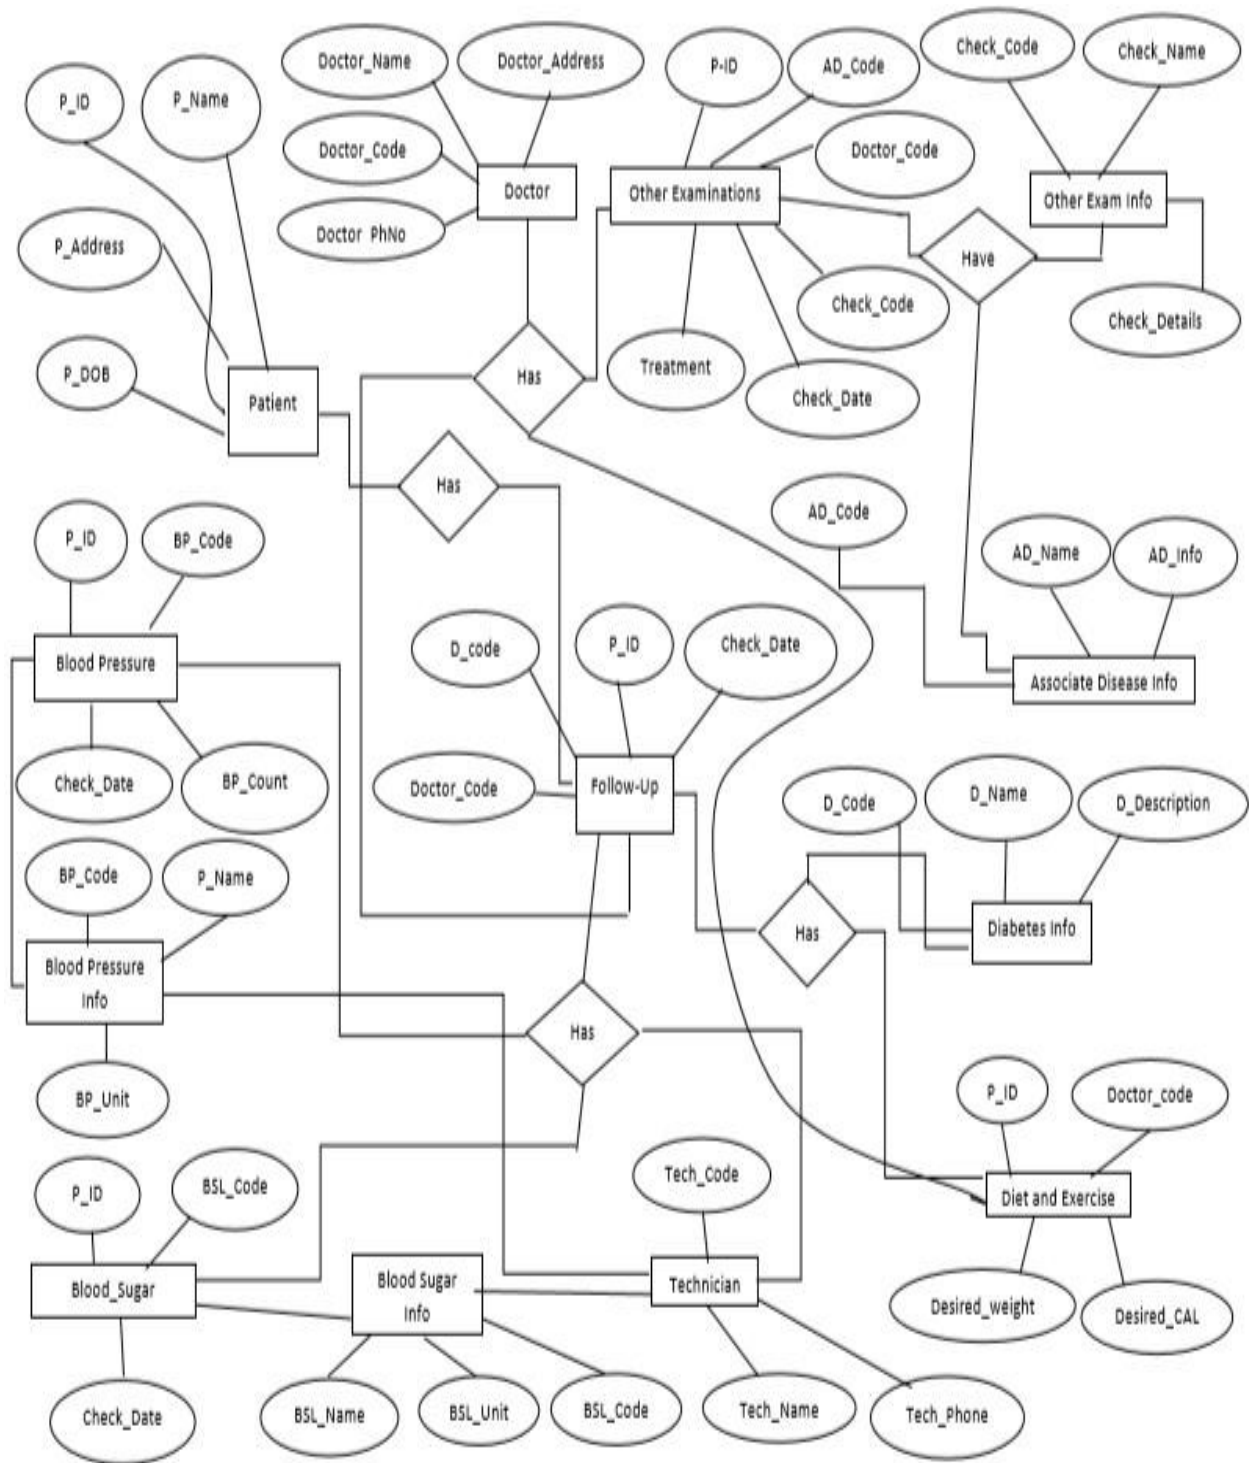 Doctor_Name
Doctor_Address
P-ID
AD_Code
Check_Code
Check_Name
P_ID
P_Name
Doctor_Code
Doctor_Code
Doctor
Other Examinations
Other Exam Info
Doctor PhNo
P_Address
Have
Check_Code
Check_Details
Treatment
Check_Date
Has
P_DOB
Patient
Has
AD_Code
P_ID
BP_Code
AD_Name
AD_Info
Blood Pressure
D_code
P_ID
Check_Date
Associate Disease Info
Check_Date
BP_Count
Doctor_Code
Follow-Up
D_Code
D_Name
D_Description
BP_Code
P_Name
Has
Diabetes Info
Blood Pressure
Info
Has
BP_Unit
P_ID
Doctor_code
P_ID
BSL_Code
Tech_Code
Diet and Exercise
Blood_Sugar
Blood Sugar
Info
Technician
Desired_weight
Desired_CAL
Check_Date
BSL_Name
BSL_Unit
BSL_Code
Tech_Name
Tech_Phone